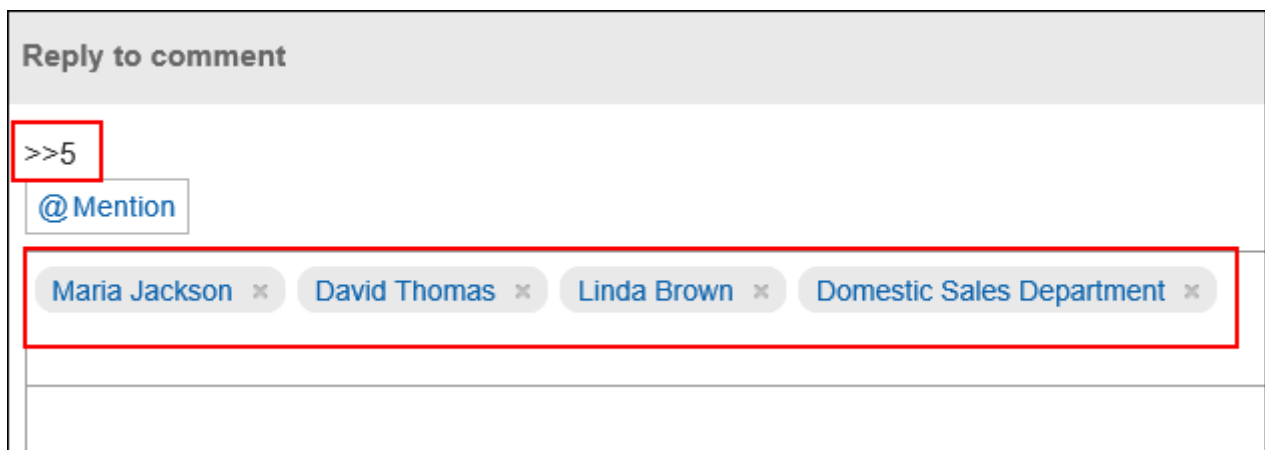 Reply to comment
>>5
@Mention
Maria Jackson × David Thomas × Linda Brown × Domestic Sales Department ×